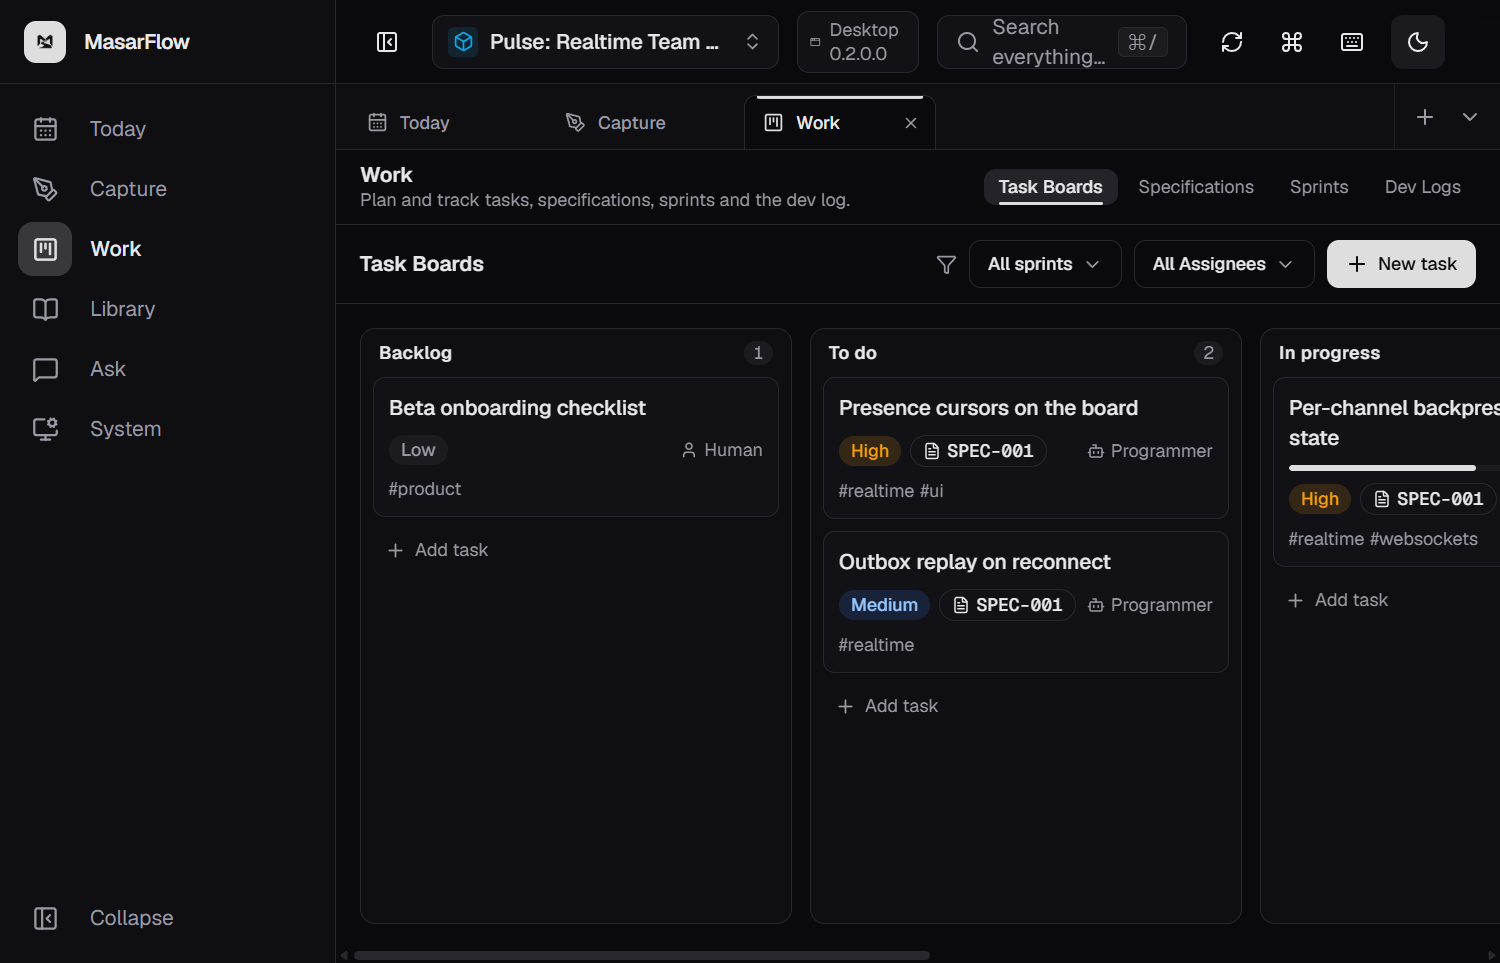 MasarFlow
Pulse: Realtime Team ...
Desktop
0.2.0.0
Search
everything...
⌘/
Today
Capture
Work
Library
Ask
System
Collapse
Today
Capture
Work
Work
Plan and track tasks, specifications, sprints and the dev log.
Task Boards
Specifications
Sprints
Dev Logs
Task Boards
All sprints
All Assignees
New task
Backlog
1
Beta onboarding checklist
Low
Human
#product
Add task
To do
2
Presence cursors on the board
High
SPEC-001
Programmer
#realtime #ui
Outbox replay on reconnect
Medium
SPEC-001
Programmer
#realtime
Add task
In progress
Per-channel backpres
state
High
SPEC-001
#realtime #websockets
Add task